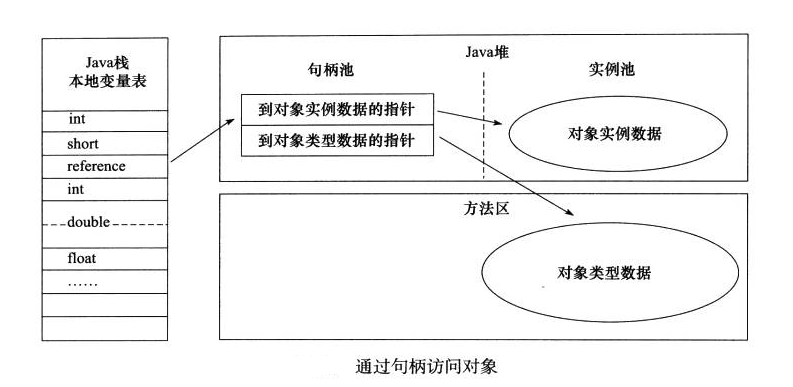 Java栈
本地变量表
int
short
reference
int
double
float
……
Java堆
句柄池
实例池
到对象实例数据的指针
到对象类型数据的指针
对象实例数据
方法区
对象类型数据
通过句柄访问对象